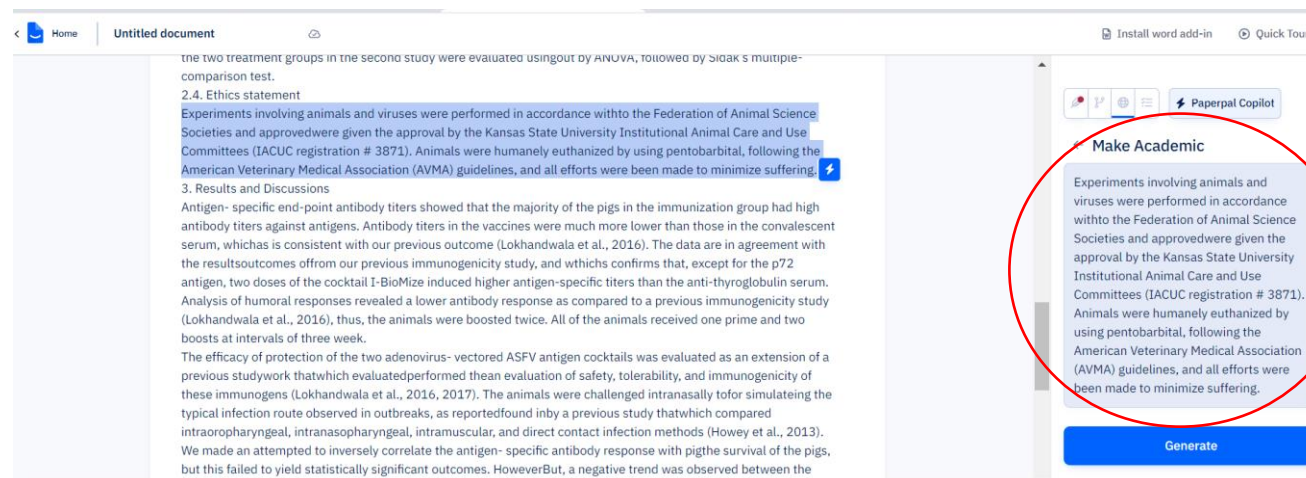 Home
Untitled document
Install word add-in
Quick Tour
the two treatment groups in the second study were evaluated usingout by ANOVA, followed by Sidak's multiple-
comparison test.
2.4. Ethics statement
Experiments involving animals and viruses were performed in accordance withto the Federation of Animal Science
Societies and approvedwere given the approval by the Kansas State University Institutional Animal Care and Use
Committees (IACUC registration # 3871). Animals were humanely euthanized by using pentobarbital, following the
American Veterinary Medical Association (AVMA) guidelines, and all efforts were been made to minimize suffering.
3. Results and Discussions
Antigen- specific end-point antibody titers showed that the majority of the pigs in the immunization group had high
antibody titers against antigens. Antibody titers in the vaccines were much more lower than those in the convalescent
serum, whichas is consistent with our previous outcome (Lokhandwala et al., 2016). The data are in agreement with
the resultsoutcomes offrom our previous immunogenicity study, and wthichs confirms that, except for the p72
antigen, two doses of the cocktail I-BioMize induced higher antigen-specific titers than the anti-thyroglobulin serum.
Analysis of humoral responses revealed a lower antibody response as compared to a previous immunogenicity study
(Lokhandwala et al., 2016), thus, the animals were boosted twice. All of the animals received one prime and two
boosts at intervals of three week.
The efficacy of protection of the two adenovirus- vectored ASFV antigen cocktails was evaluated as an extension of a
previous studywork thatwhich evaluatedperformed thean evaluation of safety, tolerability, and immunogenicity of
these immunogens (Lokhandwala et al., 2016, 2017). The animals were challenged intranasally tofor simulateing the
typical infection route observed in outbreaks, as reportedfound inby a previous study thatwhich compared
intraoropharyngeal, intranasopharyngeal, intramuscular, and direct contact infection methods (Howey et al., 2013).
We made an attempted to inversely correlate the antigen- specific antibody response with pigthe survival of the pigs,
but this failed to yield statistically significant outcomes. HoweverBut, a negative trend was observed between the
Paperpal Copilot
Make Academic
Experiments involving animals and
viruses were performed in accordance
withto the Federation of Animal Science
Societies and approvedwere given the
approval by the Kansas State University
Institutional Animal Care and Use
Committees (IACUC registration # 3871).
Animals were humanely euthanized by
using pentobarbital, following the
American Veterinary Medical Association
(AVMA) guidelines, and all efforts were
been made to minimize suffering.
Generate